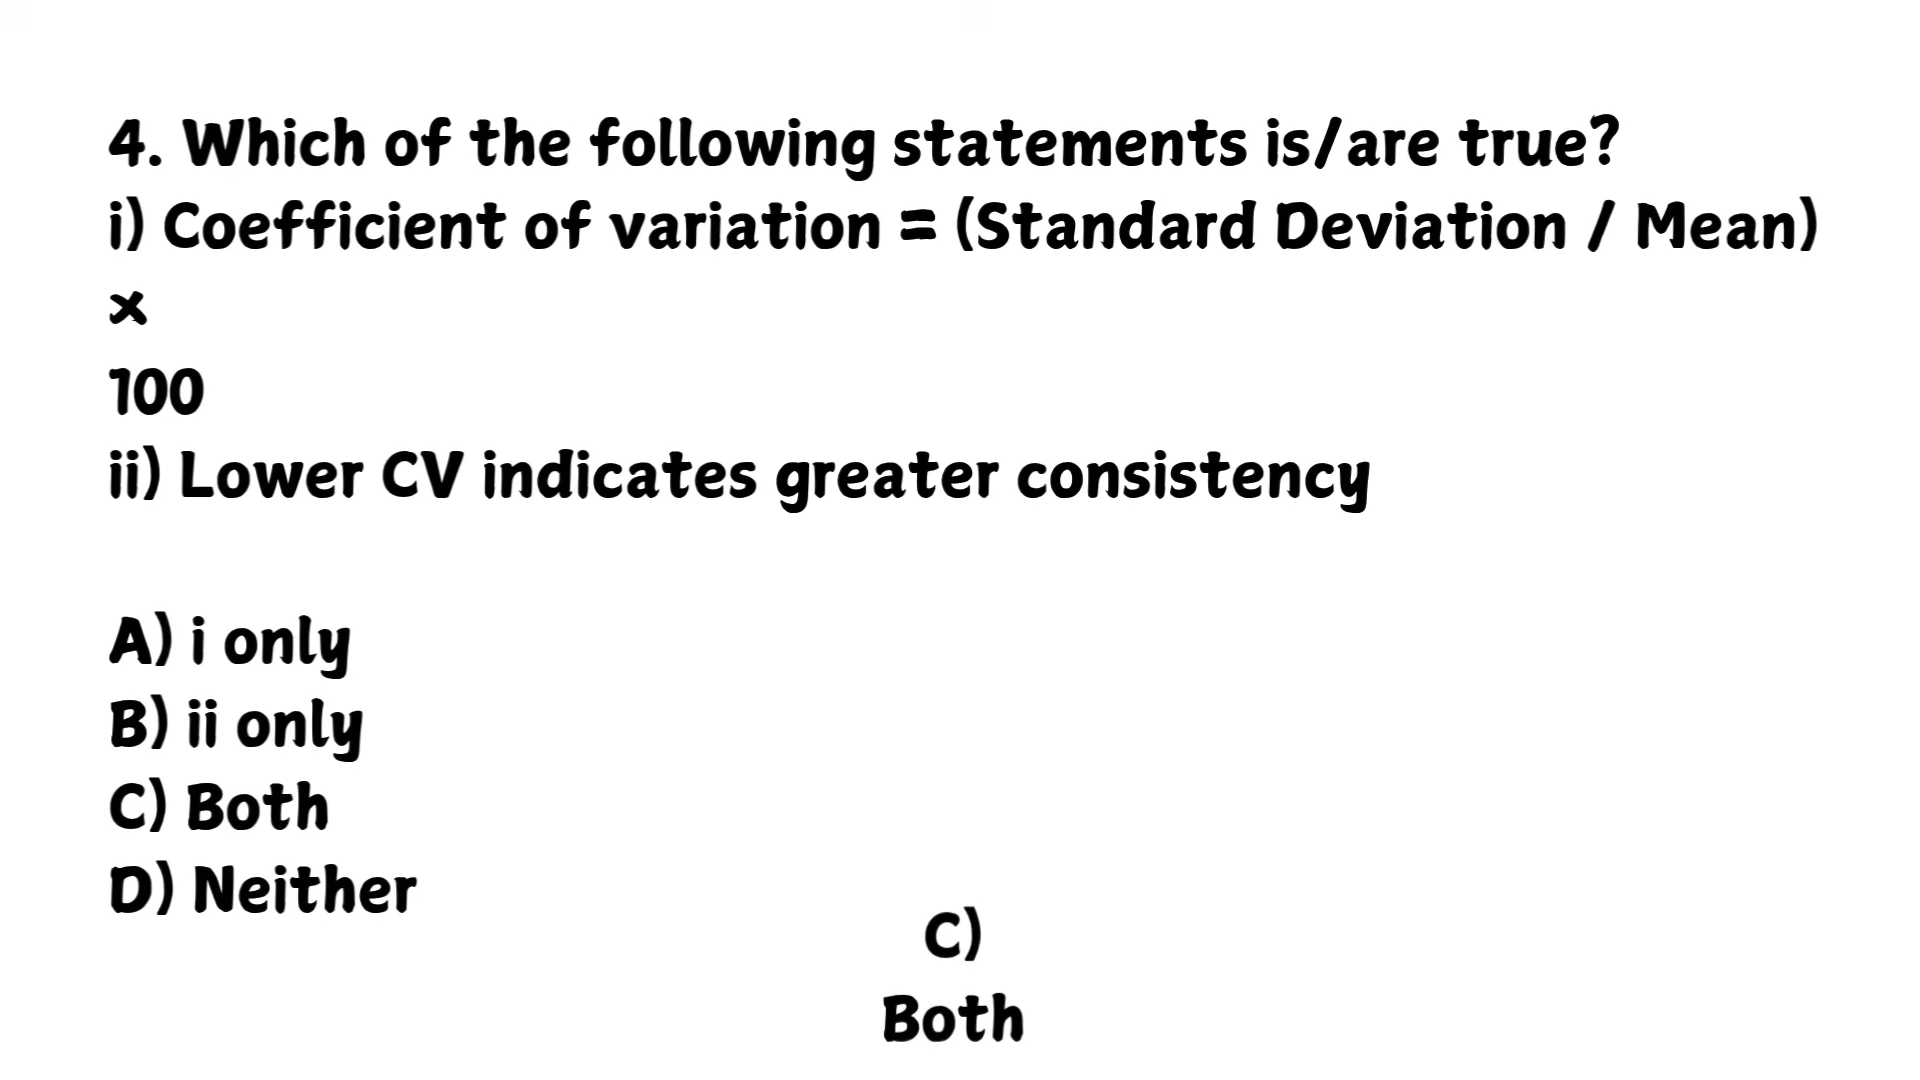 4. Which of the following statements is/are true?
i) Coefficient of variation = (Standard Deviation / Mean)
×
100
ii) Lower CV indicates greater consistency
A) i only
B) ii only
C) Both
D) Neither
C)
Both